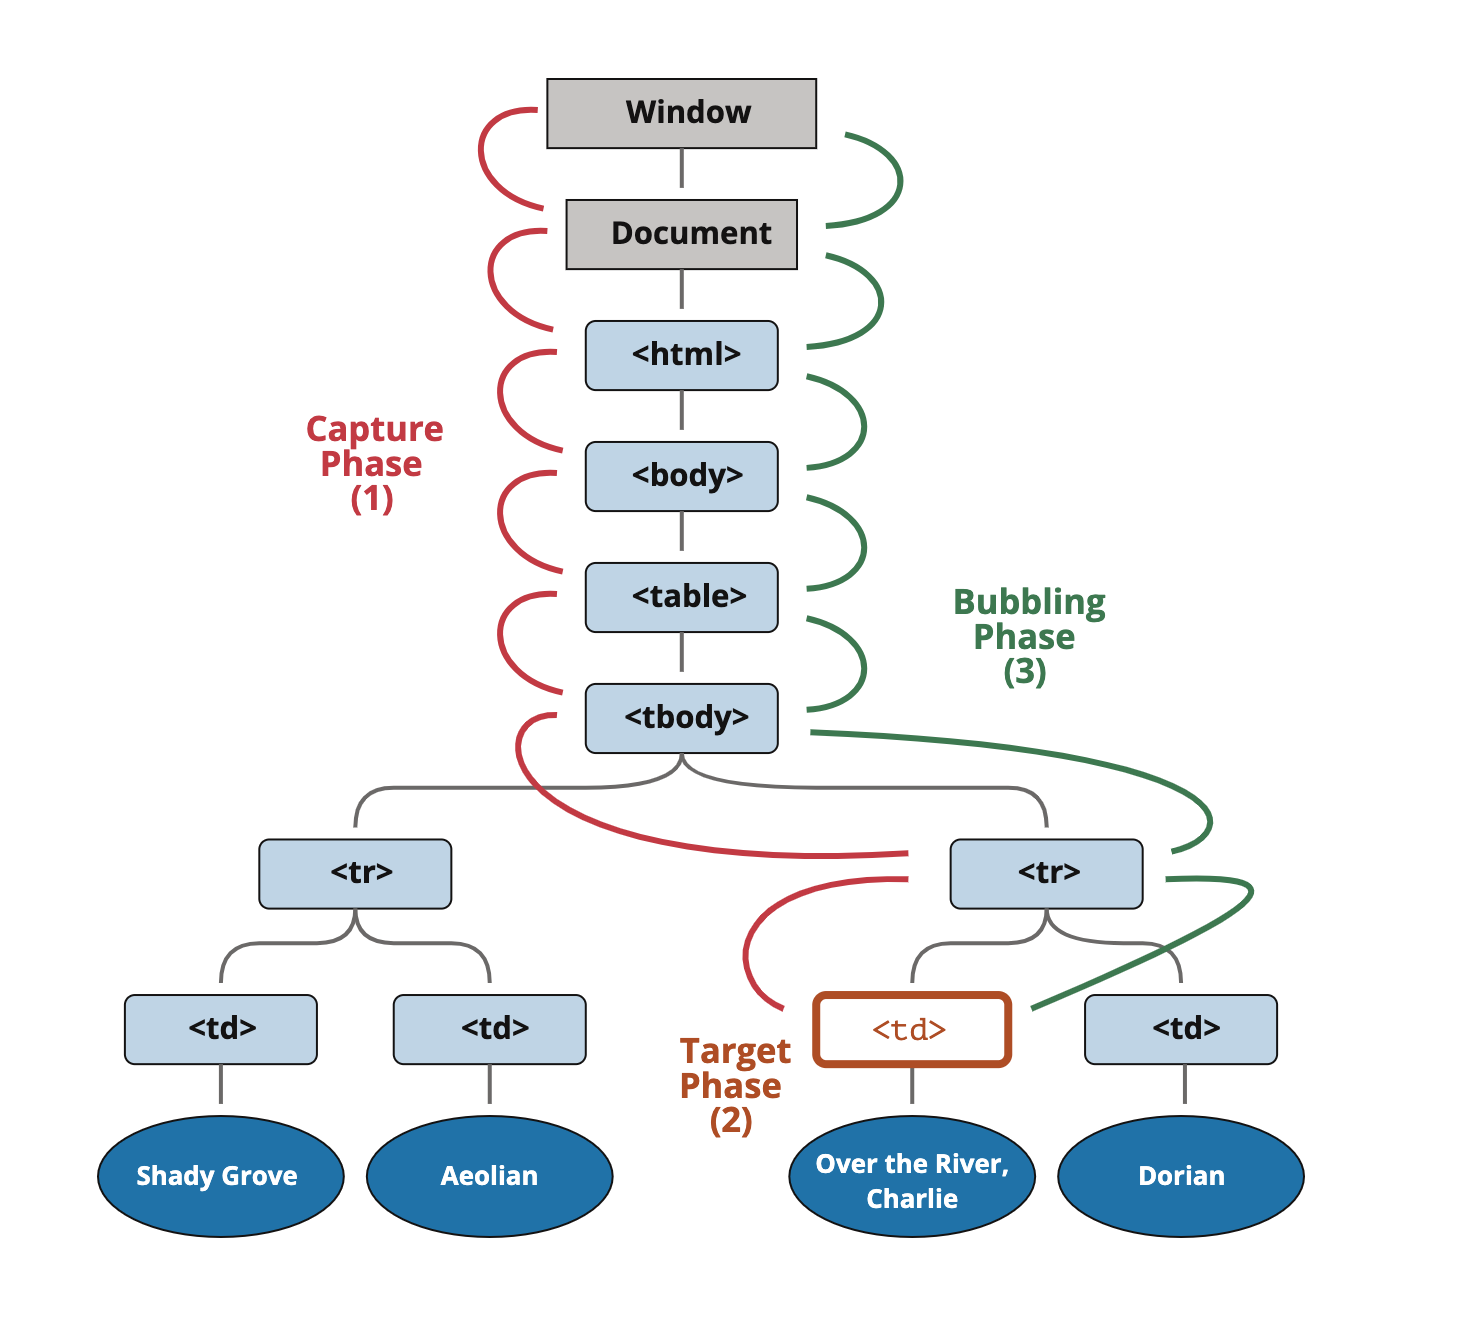 Window
Document
<html>
Capture
Phase
(1)
<body>
<table>
Bubbling
Phase
(3)
<tbody>
<tr>
<tr>
<td>
<td>
<td>
<td>
Target
Phase
(2)
Shady Grove
Aeolian
Over the River,
Charlie
Dorian